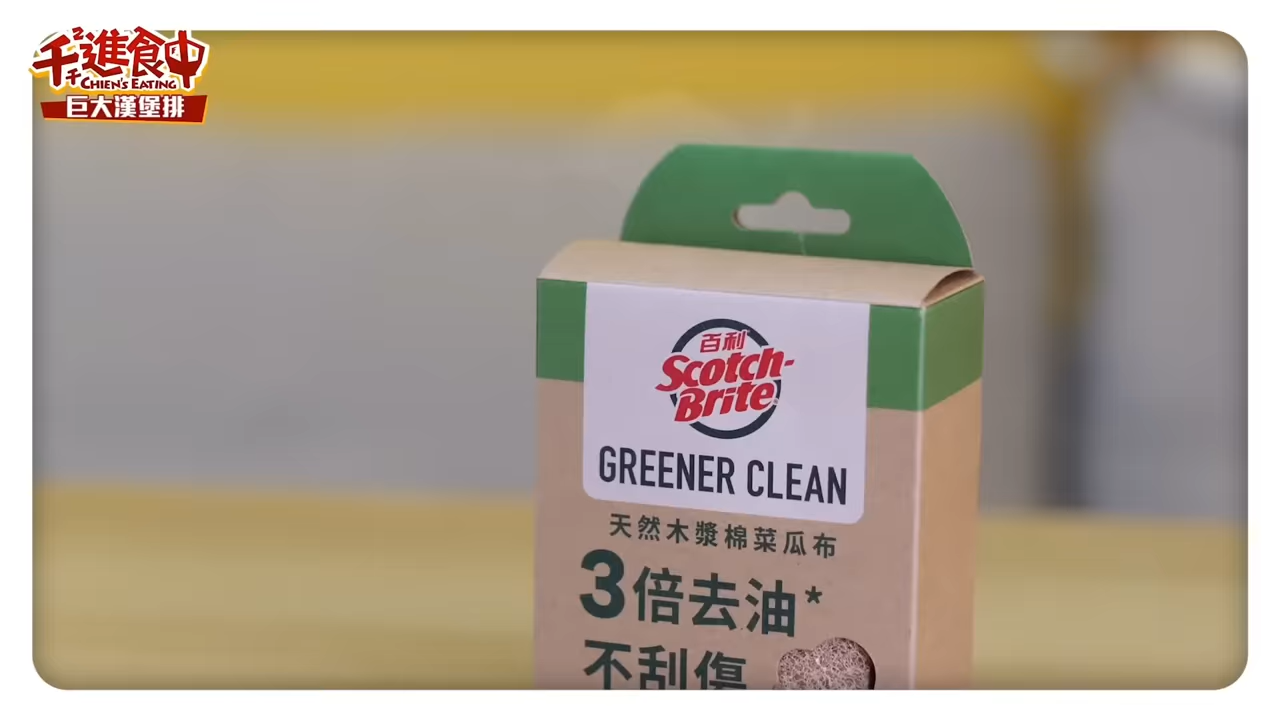 千千進食中
CHIEN'S EATING
巨大漢堡排
百利
Scotch-
Brite
GREENER CLEAN
天然木漿棉菜瓜布
3倍去油*
不刮傷